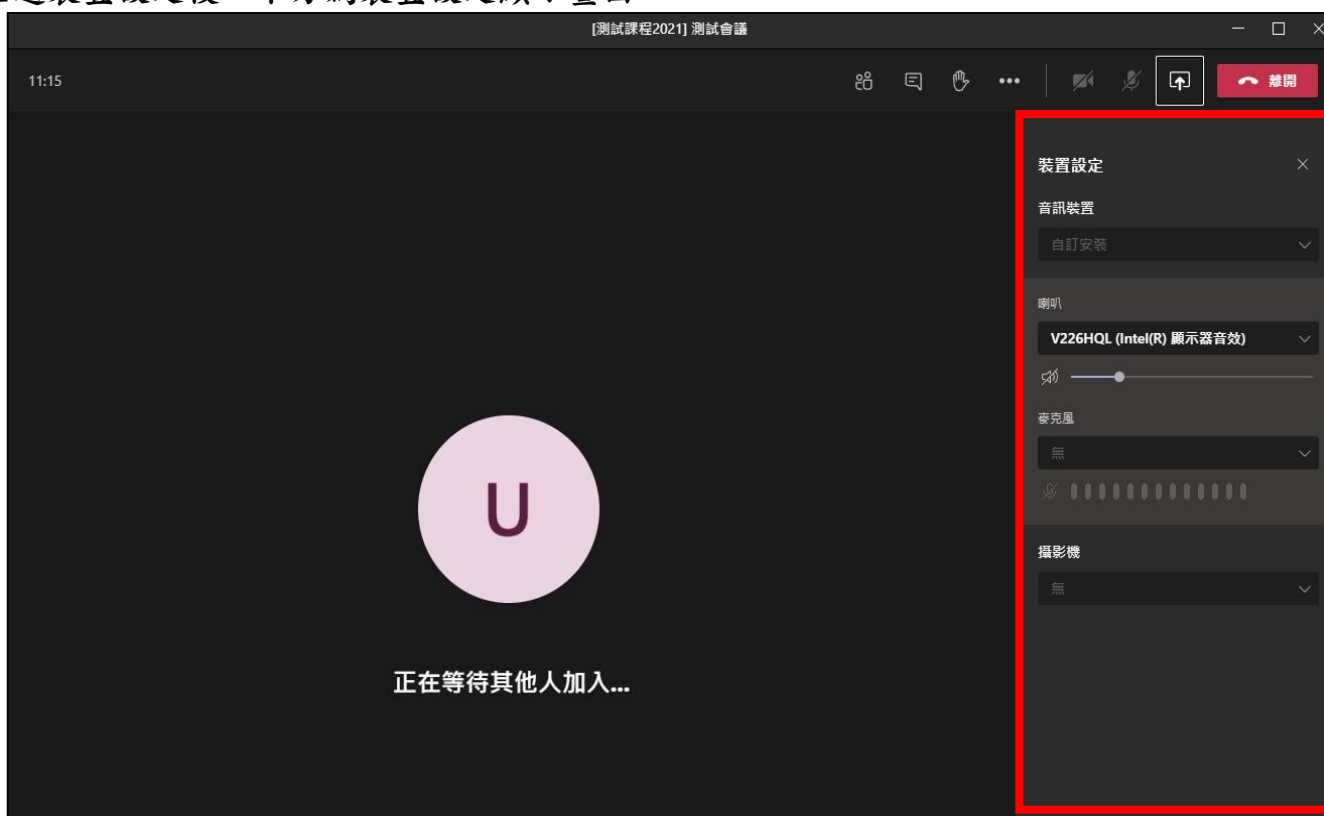 [測試課程2021] 測試會議
11:15
離開
裝置設定
音訊裝置
自訂安裝
喇叭
V226HQL (Intel(R) 顯示器音效)
麥克風
無
攝影機
無
U
正在等待其他人加入...